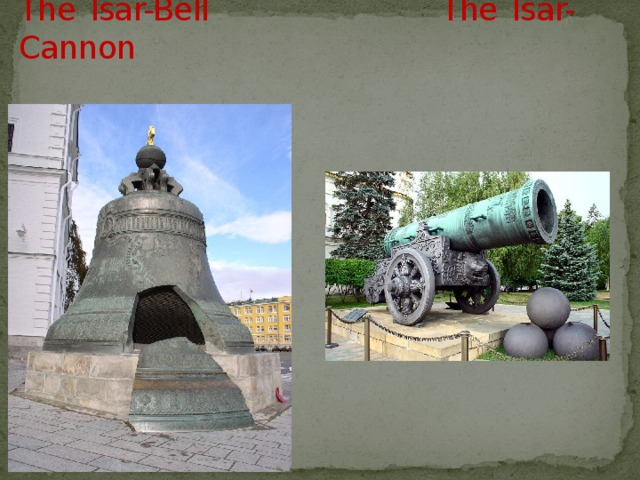 The Tsar-Bell The Tsar-
Cannon